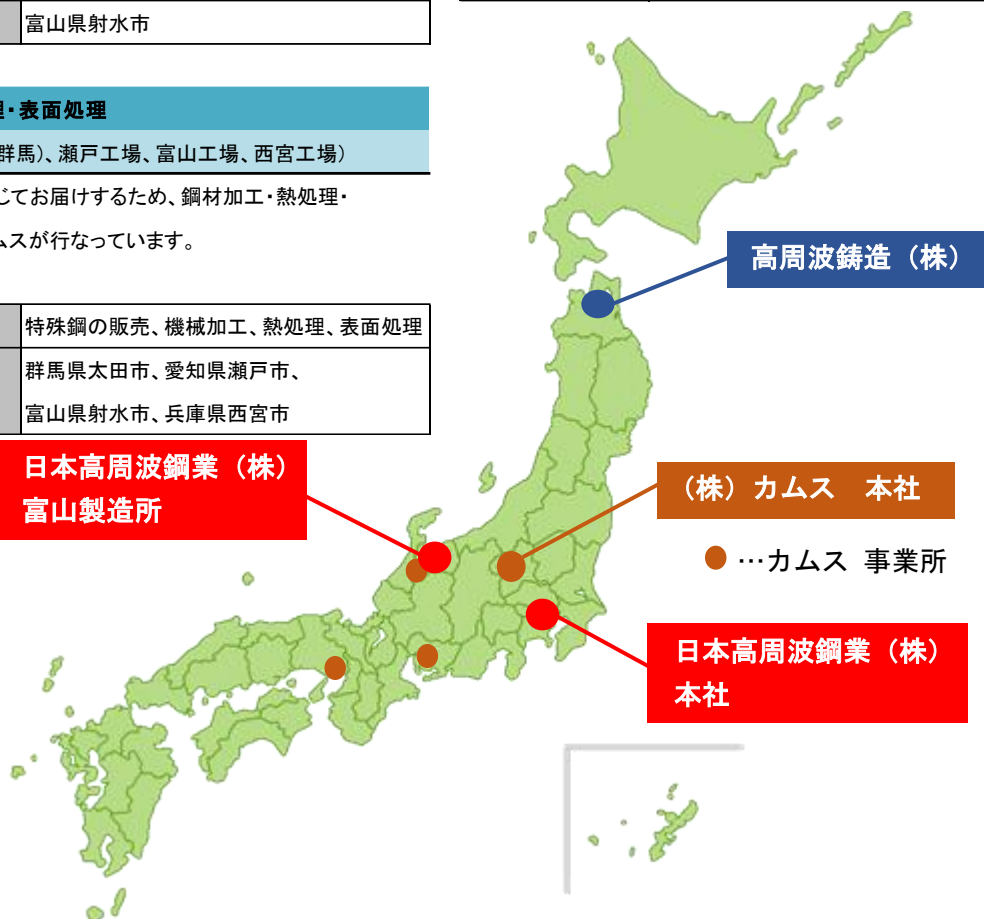 富山県射水市
理・表面処理
群馬)、瀬戸工場、富山工場、西宮工場)
じてお届けするため、鋼材加工・熱処理・
ムスが行なっています。
特殊鋼の販売、機械加工、熱処理、表面処理
群馬県太田市、愛知県瀬戸市、
富山県射水市、兵庫県西宮市
高周波鋳造（株）
日本高周波鋼業（株）
富山製造所
（株）カムス　本社
…カムス 事業所
日本高周波鋼業（株）
本社